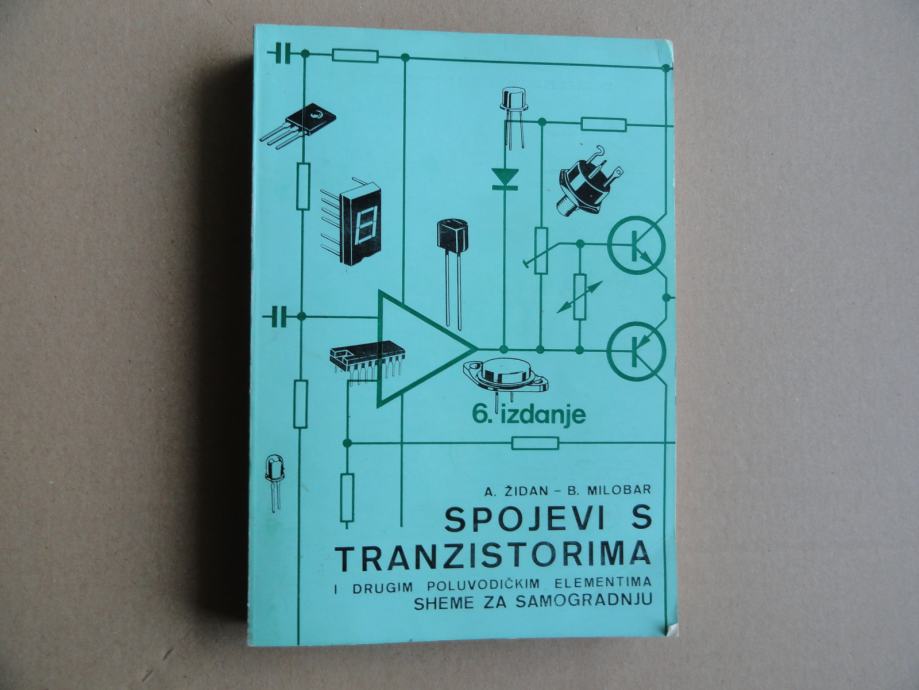 6. izdanje
A. ŽIDAN – B. MILOBAR
SPOJEVI S
TRANZISTORIMA
I DRUGIM POLUVODIČKIM ELEMENTIMA
SHEME ZA SAMOGRADNJU